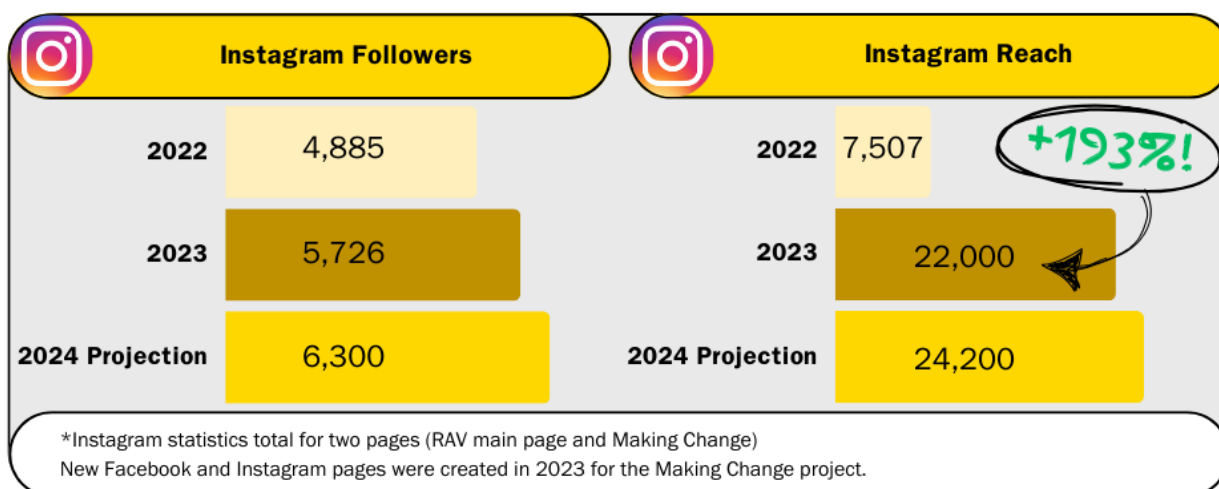 Instagram Followers
2022 4,885
2023 5,726
2024 Projection 6,300
Instagram Reach
2022 7,507
+193%!
2023 22,000
2024 Projection 24,200
*Instagram statistics total for two pages (RAV main page and Making Change)
New Facebook and Instagram pages were created in 2023 for the Making Change project.